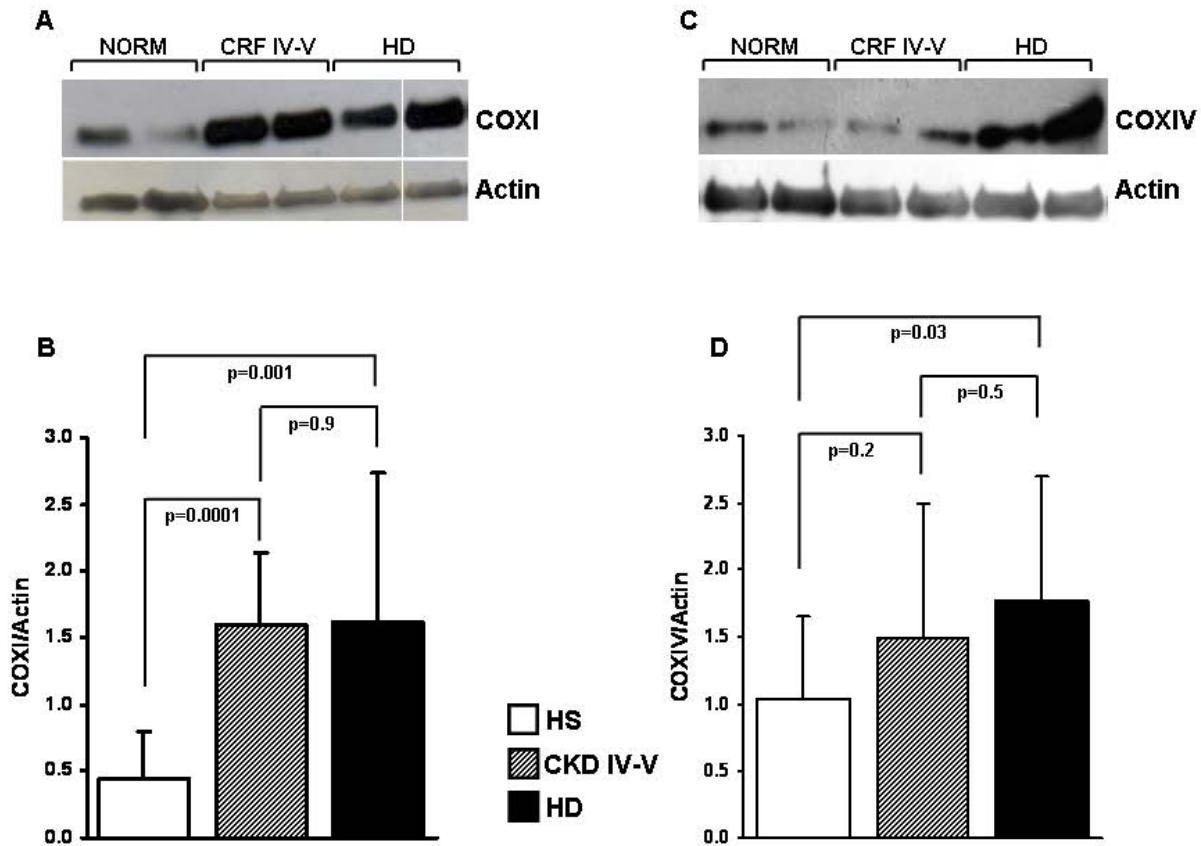 A
NORM CRF IV-V HD
COXI
Actin
C
NORM CRF IV-V HD
COXIV
Actin
B
p=0.001
p=0.9
p=0.0001
3.0
2.5
2.0
1.5
1.0
0.5
0.0
COXI/Actin
HS
CKD IV-V
HD
D
p=0.03
p=0.5
p=0.2
3.0
2.5
2.0
1.5
1.0
0.5
0.0
COXIV/Actin